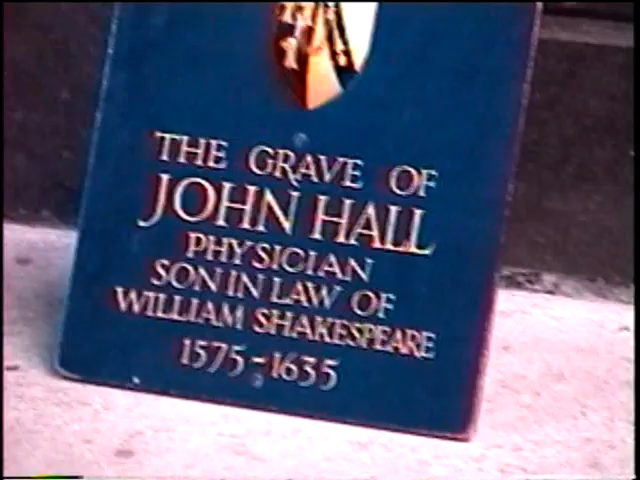 THE GRAVE OF
JOHN HALL
PHYSICIAN
SON IN LAW OF
WILLIAM SHAKESPEARE
1575-1635